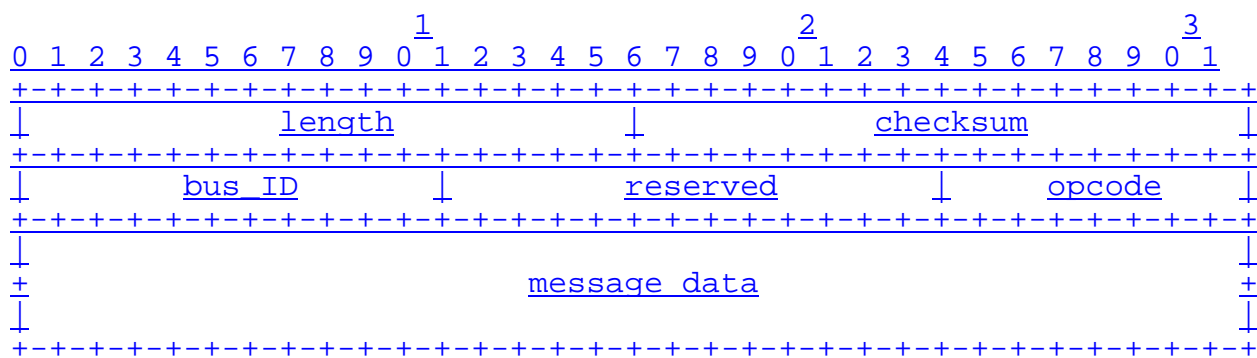 1                   2                   3
0 1 2 3 4 5 6 7 8 9 0 1 2 3 4 5 6 7 8 9 0 1 2 3 4 5 6 7 8 9 0 1
+-+-+-+-+-+-+-+-+-+-+-+-+-+-+-+-+-+-+-+-+-+-+-+-+-+-+-+-+-+-+-+-+
|             length            |            checksum           |
+-+-+-+-+-+-+-+-+-+-+-+-+-+-+-+-+-+-+-+-+-+-+-+-+-+-+-+-+-+-+-+-+
|        bus_ID       |         reserved        |     opcode    |
+-+-+-+-+-+-+-+-+-+-+-+-+-+-+-+-+-+-+-+-+-+-+-+-+-+-+-+-+-+-+-+-+
|                                                               |
+                          message data                         +
|                                                               |
+-+-+-+-+-+-+-+-+-+-+-+-+-+-+-+-+-+-+-+-+-+-+-+-+-+-+-+-+-+-+-+-+